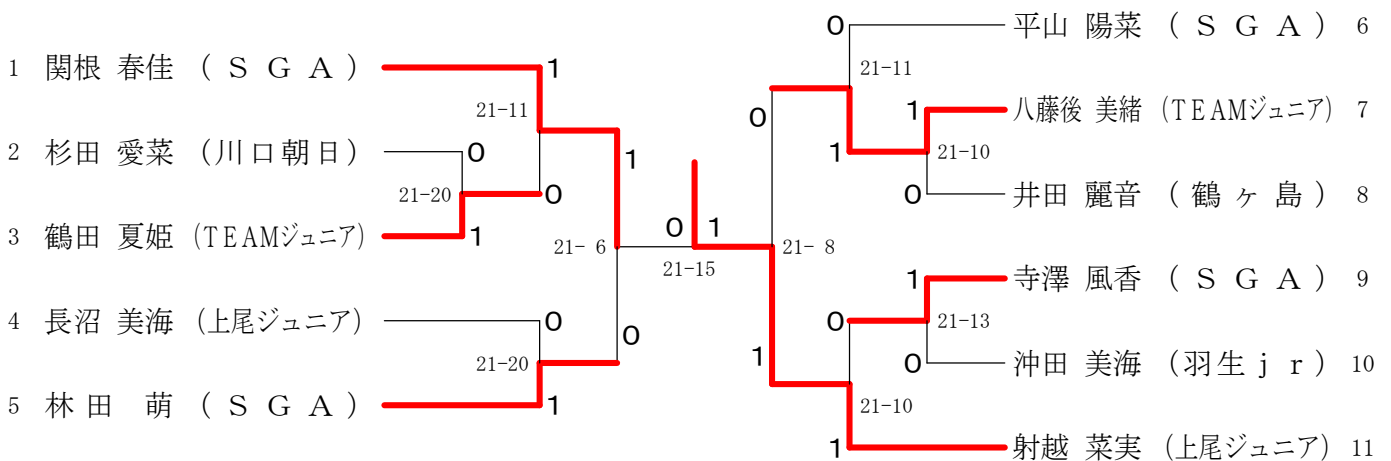 1 関根 春佳 (ＳＧＡ)
2 杉田 愛菜 (川口朝日)
3 鶴田 夏姫 (TEAMジュニア)
4 長沼 美海 (上尾ジュニア)
5 林田 萌 (ＳＧＡ)
1
21-11
0
21-20
0
1
1
21- 6
0
21-20
1
0
0 1
21-15
0
21-11
0
1
1
21-10
0
21- 8
1
0
21-13
0
1
21-10
1
平山 陽菜 (ＳＧＡ) 6
八藤後 美緒 (TEAMジュニア) 7
井田 麗音 (鶴ヶ島) 8
寺澤 風香 (ＳＧＡ) 9
沖田 美海 (羽生ｊｒ) 10
射越 菜実 (上尾ジュニア) 11